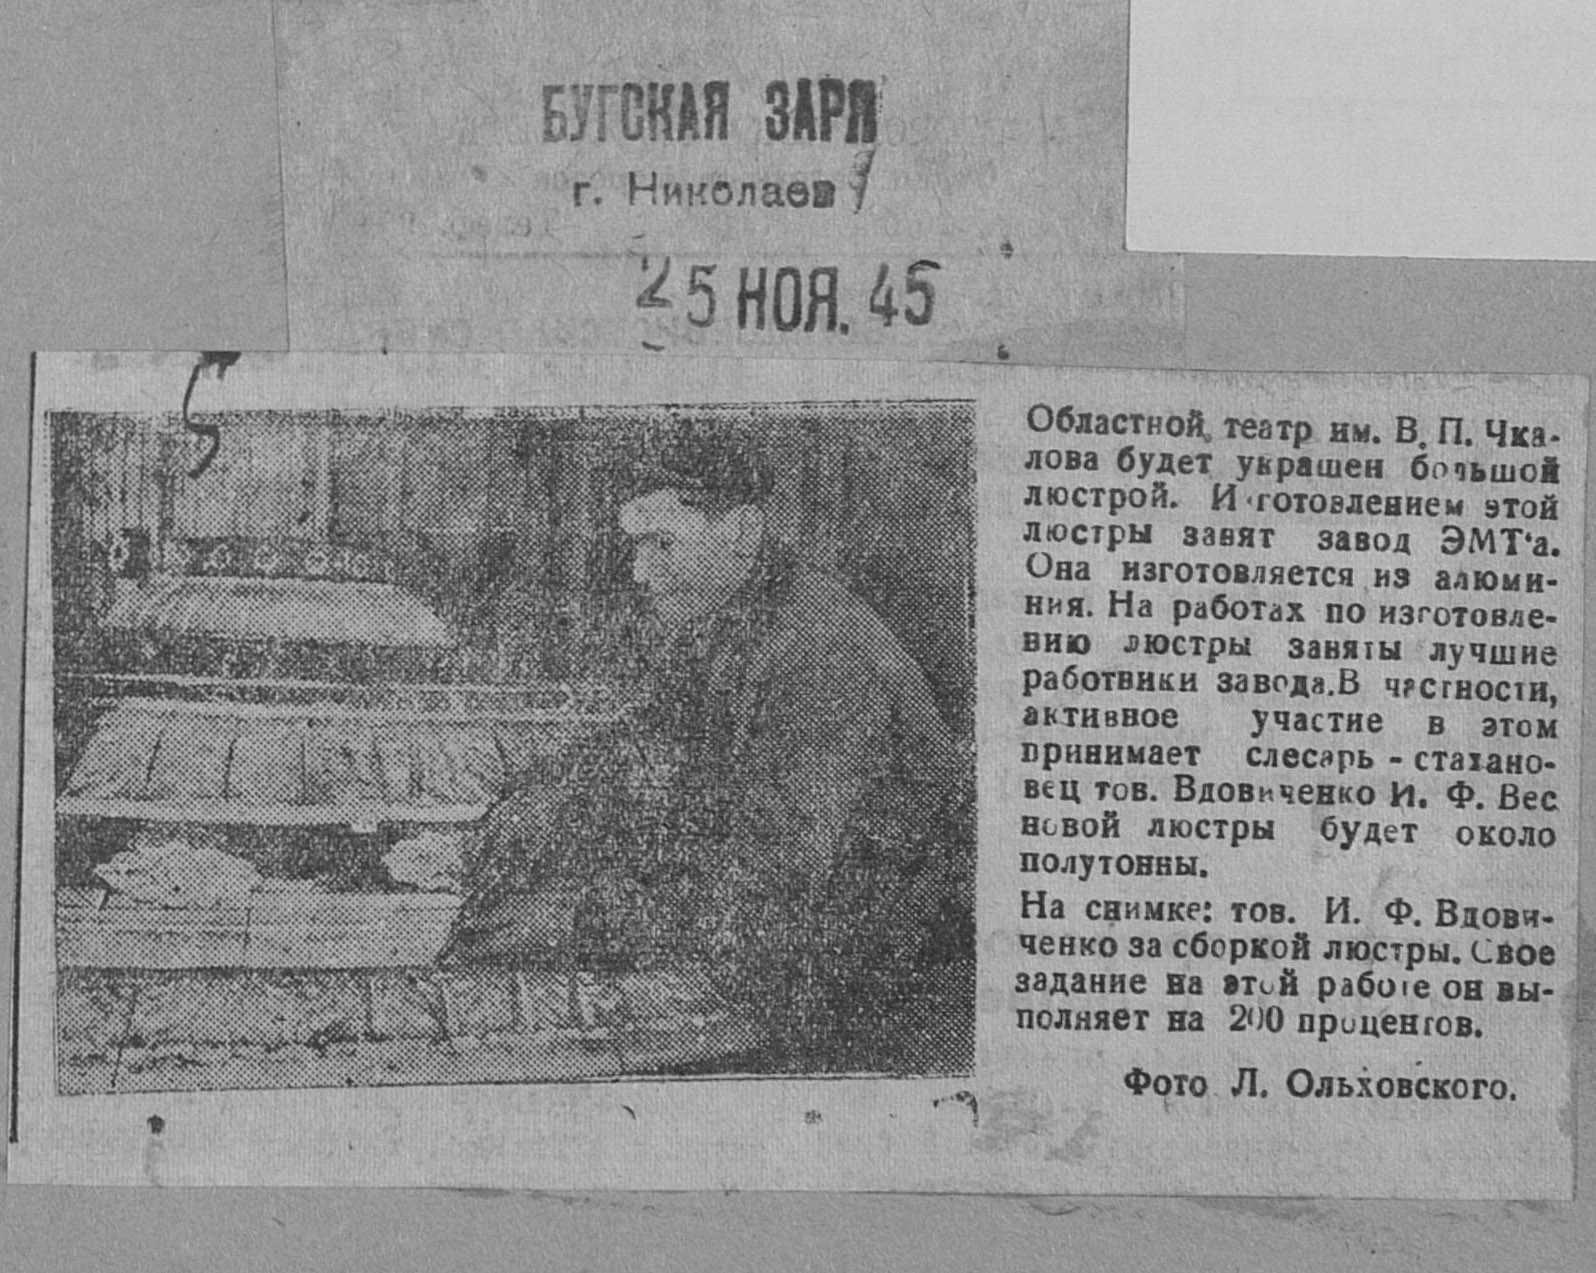 БУГСКАЯ ЗАРЯ
г. Николаев
25 НОЯ. 45
Областной театр им. В. П. Чка-
лова будет украшен большой
люстрой. Изготовлением этой
люстры занят завод ЭМТ'а.
Она изготовляется из алюми-
ния. На работах по изготовле-
нию люстры заняты лучшие
работники завода. В частности,
активное участие в этом
принимает слесарь - стахано-
вец тов. Вдовиченко И. Ф. Вес
новой люстры будет около
полутонны.
На снимке: тов. И. Ф. Вдови-
ченко за сборкой люстры. Свое
задание на этой работе он вы-
полняет на 200 процентов.
Фото Л. Ольховского.